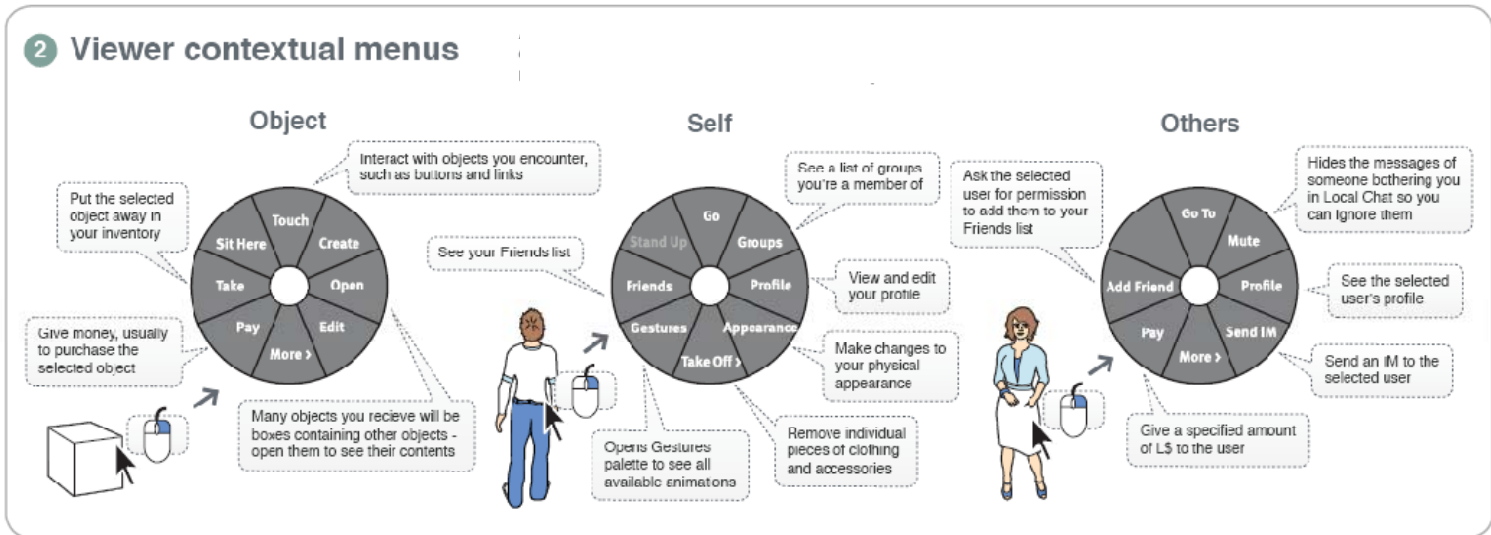 2 Viewer contextual menus
Object
Interact with objects you encounter,
such as buttons and links
Put the selected
object away in
your inventory
Give money, usually
to purchase the
selected object
Many objects you recieve will be
boxes containing other objects -
open them to see their contents
Touch
Create
Open
Edit
More >
Pay
Take
Sit Here
Self
See a list of groups
you're a member of
See your Friends list
View and edit
your profile
Make changes to
your physical
appearance
Remove individual
pieces of clothing
and accessories
Opens Gestures
palette to see all
available animations
Go
Groups
Profile
Appearance
Take Off >
Gestures
Friends
Stand Up
Others
Ask the selected
user for permission
to add them to your
Friends list
Hides the messages of
someone bothering you
in Local Chat so you
can Ignore them
See the selected
user's profile
Send an IM to the
selected user
Give a specified amount
of L$ to the user
Go To
Mute
Profile
Send IM
More >
Pay
Add Friend